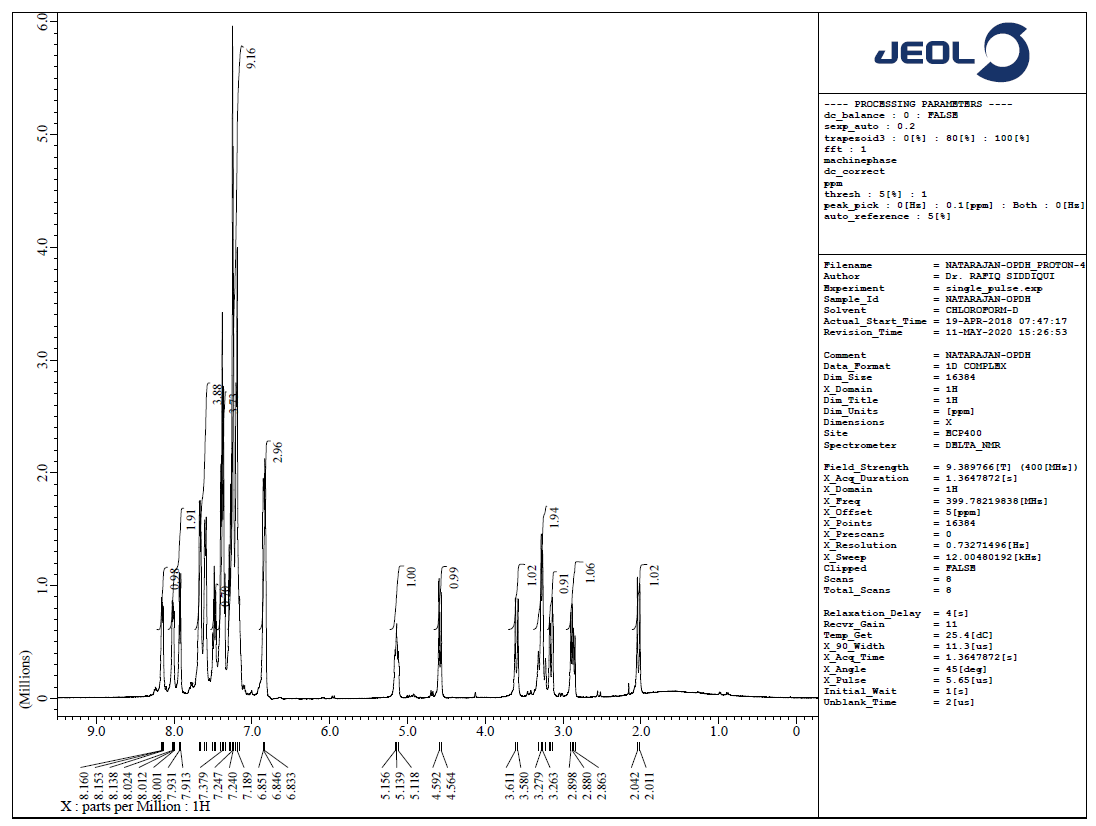 6.0
5.0
4.0
3.0
2.0
1.0
0
(Millions)
9.16
3.88
3.73
2.96
1.91
0.98
0.79
1.00
0.99
1.02
1.94
0.91
1.06
1.02
9.0 8.0 7.0 6.0 5.0 4.0 3.0 2.0 1.0 0
8.160
8.153
8.138
8.024
8.012
8.001
7.931
7.913
7.379
7.247
7.240
7.189
6.851
6.846
6.833
5.156
5.139
5.118
4.592
4.564
3.611
3.580
3.279
3.263
2.898
2.880
2.863
2.042
2.011
X : parts per Million : 1H
JEOL
---- PROCESSING PARAMETERS ----
dc_balance : 0 : FALSE
sexp_auto : 0.2
trapezoid3 : 0[%] : 80[%] : 100[%]
fft : 1
machinephase
dc_correct
ppm
thresh : 5[%] : 1
peak_pick : 0[Hz] : 0.1[ppm] : Both : 0[Hz]
auto_reference : 5[%]
Filename = NATARAJAN-OPDH_PROTON-4
Author = Dr. RAFIQ SIDDIQUI
Experiment = single_pulse.exp
Sample_Id = NATARAJAN-OPDH
Solvent = CHLOROFORM-D
Actual_Start_Time = 19-APR-2018 07:47:17
Revision_Time = 11-MAY-2020 15:26:53
Comment = NATARAJAN-OPDH
Data_Format = 1D COMPLEX
Dim_Size = 16384
X_Domain = 1H
Dim_Title = 1H
Dim_Units = [ppm]
Dimensions = X
Site = ECP400
Spectrometer = DELTA_NMR
Field_Strength = 9.389766[T] (400[MHz])
X_Acq_Duration = 1.3647872[s]
X_Domain = 1H
X_Freq = 399.78219838[MHz]
X_Offset = 5[ppm]
X_Points = 16384
X_Prescans = 0
X_Resolution = 0.73271496[Hz]
X_Sweep = 12.00480192[kHz]
Clipped = FALSE
Scans = 8
Total_Scans = 8
Relaxation_Delay = 4[s]
Recvr_Gain = 11
Temp_Get = 25.4[dC]
X_90_Width = 11.3[us]
X_Acq_Time = 1.3647872[s]
X_Angle = 45[deg]
X_Pulse = 5.65[us]
Initial_Wait = 1[s]
Unblank_Time = 2[us]